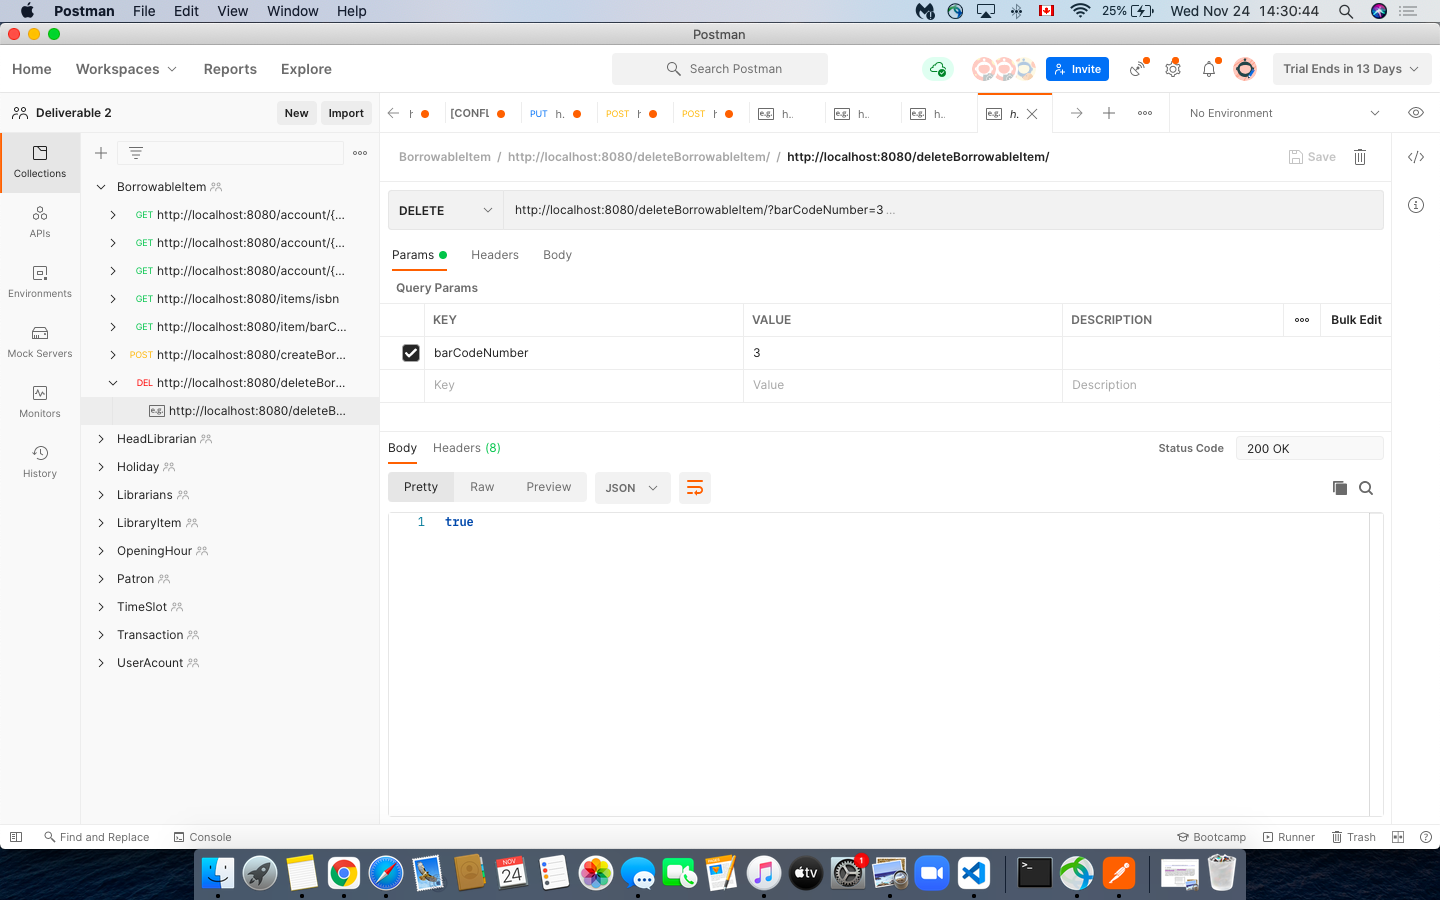 Postman File Edit View Window Help 25% Wed Nov 24 14:30:44
Postman
Home Workspaces Reports Explore Search Postman Invite Trial Ends in 13 Days
Deliverable 2 New Import h [CONFL PUT h. POST h POST h h.. h.. h.. h. No Environment
Collections
BorrowableItem / http://localhost:8080/deleteBorrowableItem/ / http://localhost:8080/deleteBorrowableItem/ Save
BorrowableItem
GET http://localhost:8080/account/{...
GET http://localhost:8080/account/{...
GET http://localhost:8080/account/{...
GET http://localhost:8080/items/isbn
GET http://localhost:8080/item/barC...
POST http://localhost:8080/createBor...
DEL http://localhost:8080/deleteBor...
e.g. http://localhost:8080/deleteB...
HeadLibrarian
Holiday
Librarians
LibraryItem
OpeningHour
Patron
TimeSlot
Transaction
UserAcount
APIs
Environments
Mock Servers
Monitors
History
DELETE http://localhost:8080/deleteBorrowableItem/?barCodeNumber=3 ...
Params Headers Body
Query Params
KEY VALUE DESCRIPTION Bulk Edit
barCodeNumber 3
Key Value Description
Body Headers (8) Status Code 200 OK
Pretty Raw Preview JSON
1 true
Find and Replace Console Bootcamp Runner Trash
NOV
24
tv
1